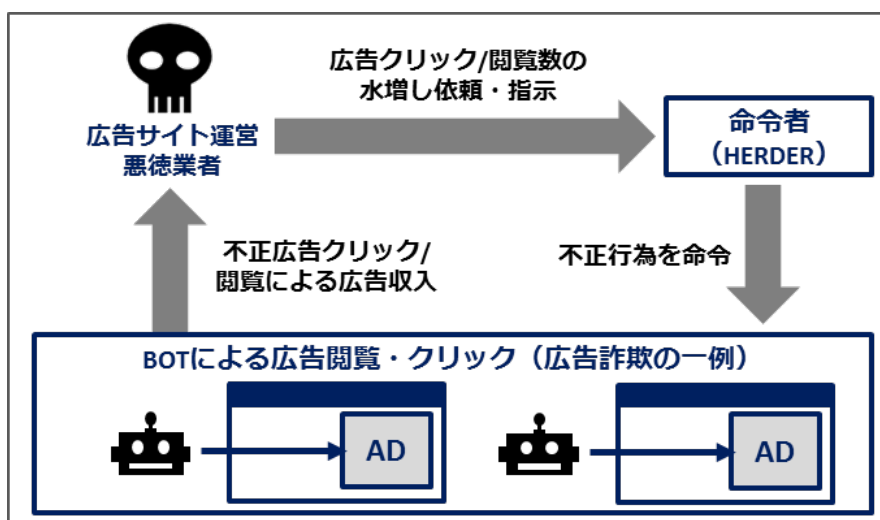 広告クリック/閲覧数の
水増し依頼・指示
広告サイト運営
悪徳業者
命令者
（HERDER）
不正広告クリック/
閲覧による広告収入
不正行為を命令
BOTによる広告閲覧・クリック（広告詐欺の一例）
AD
AD